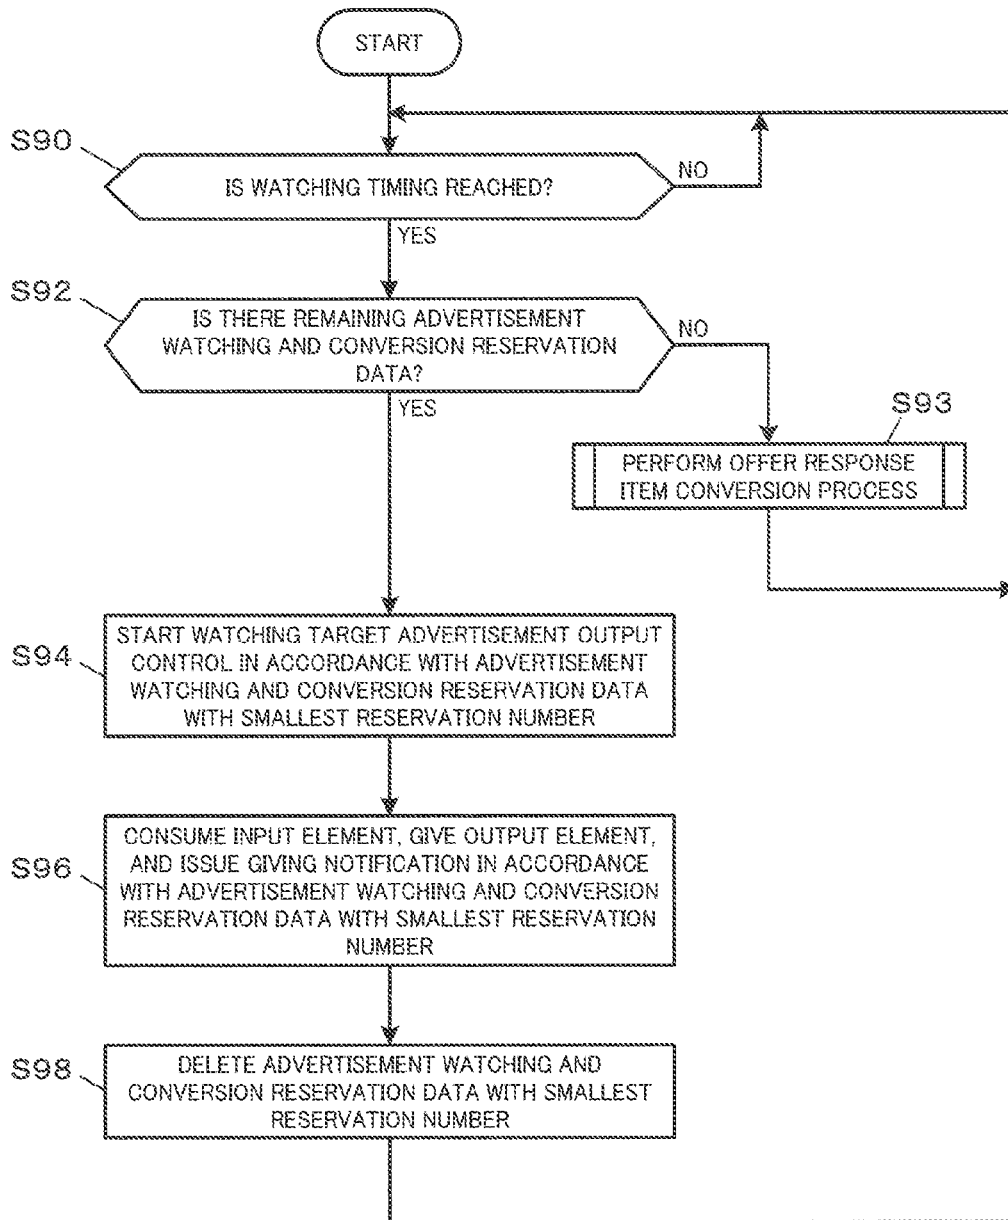 START
S90
IS WATCHING TIMING REACHED?
NO
YES
S92
IS THERE REMAINING ADVERTISEMENT
WATCHING AND CONVERSION RESERVATION
DATA?
NO
YES
S93
PERFORM OFFER RESPONSE
ITEM CONVERSION PROCESS
S94
START WATCHING TARGET ADVERTISEMENT OUTPUT
CONTROL IN ACCORDANCE WITH ADVERTISEMENT
WATCHING AND CONVERSION RESERVATION DATA
WITH SMALLEST RESERVATION NUMBER
S96
CONSUME INPUT ELEMENT, GIVE OUTPUT ELEMENT,
AND ISSUE GIVING NOTIFICATION IN ACCORDANCE
WITH ADVERTISEMENT WATCHING AND CONVERSION
RESERVATION DATA WITH SMALLEST RESERVATION
NUMBER
S98
DELETE ADVERTISEMENT WATCHING AND
CONVERSION RESERVATION DATA WITH SMALLEST
RESERVATION NUMBER